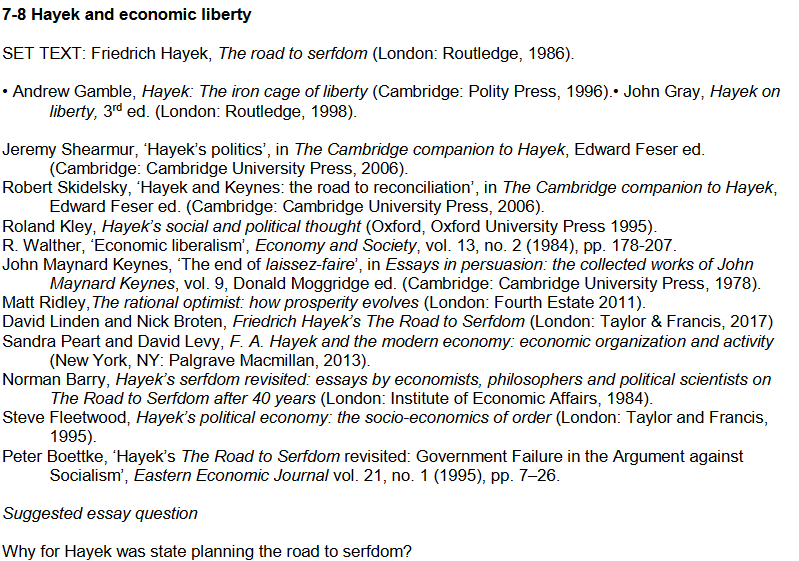 7-8 Hayek and economic liberty
SET TEXT: Friedrich Hayek, The road to serfdom (London: Routledge, 1986).
• Andrew Gamble, Hayek: The iron cage of liberty (Cambridge: Polity Press, 1996).• John Gray, Hayek on
liberty, 3rd ed. (London: Routledge, 1998).
Jeremy Shearmur, ‘Hayek’s politics’, in The Cambridge companion to Hayek, Edward Feser ed.
(Cambridge: Cambridge University Press, 2006).
Robert Skidelsky, ‘Hayek and Keynes: the road to reconciliation’, in The Cambridge companion to Hayek,
Edward Feser ed. (Cambridge: Cambridge University Press, 2006).
Roland Kley, Hayek’s social and political thought (Oxford, Oxford University Press 1995).
R. Walther, ‘Economic liberalism’, Economy and Society, vol. 13, no. 2 (1984), pp. 178-207.
John Maynard Keynes, ‘The end of laissez-faire’, in Essays in persuasion: the collected works of John
Maynard Keynes, vol. 9, Donald Moggridge ed. (Cambridge: Cambridge University Press, 1978).
Matt Ridley, The rational optimist: how prosperity evolves (London: Fourth Estate 2011).
David Linden and Nick Broten, Friedrich Hayek’s The Road to Serfdom (London: Taylor & Francis, 2017)
Sandra Peart and David Levy, F. A. Hayek and the modern economy: economic organization and activity
(New York, NY: Palgrave Macmillan, 2013).
Norman Barry, Hayek’s serfdom revisited: essays by economists, philosophers and political scientists on
The Road to Serfdom after 40 years (London: Institute of Economic Affairs, 1984).
Steve Fleetwood, Hayek’s political economy: the socio-economics of order (London: Taylor and Francis,
1995).
Peter Boettke, ‘Hayek’s The Road to Serfdom revisited: Government Failure in the Argument against
Socialism’, Eastern Economic Journal vol. 21, no. 1 (1995), pp. 7–26.
Suggested essay question
Why for Hayek was state planning the road to serfdom?